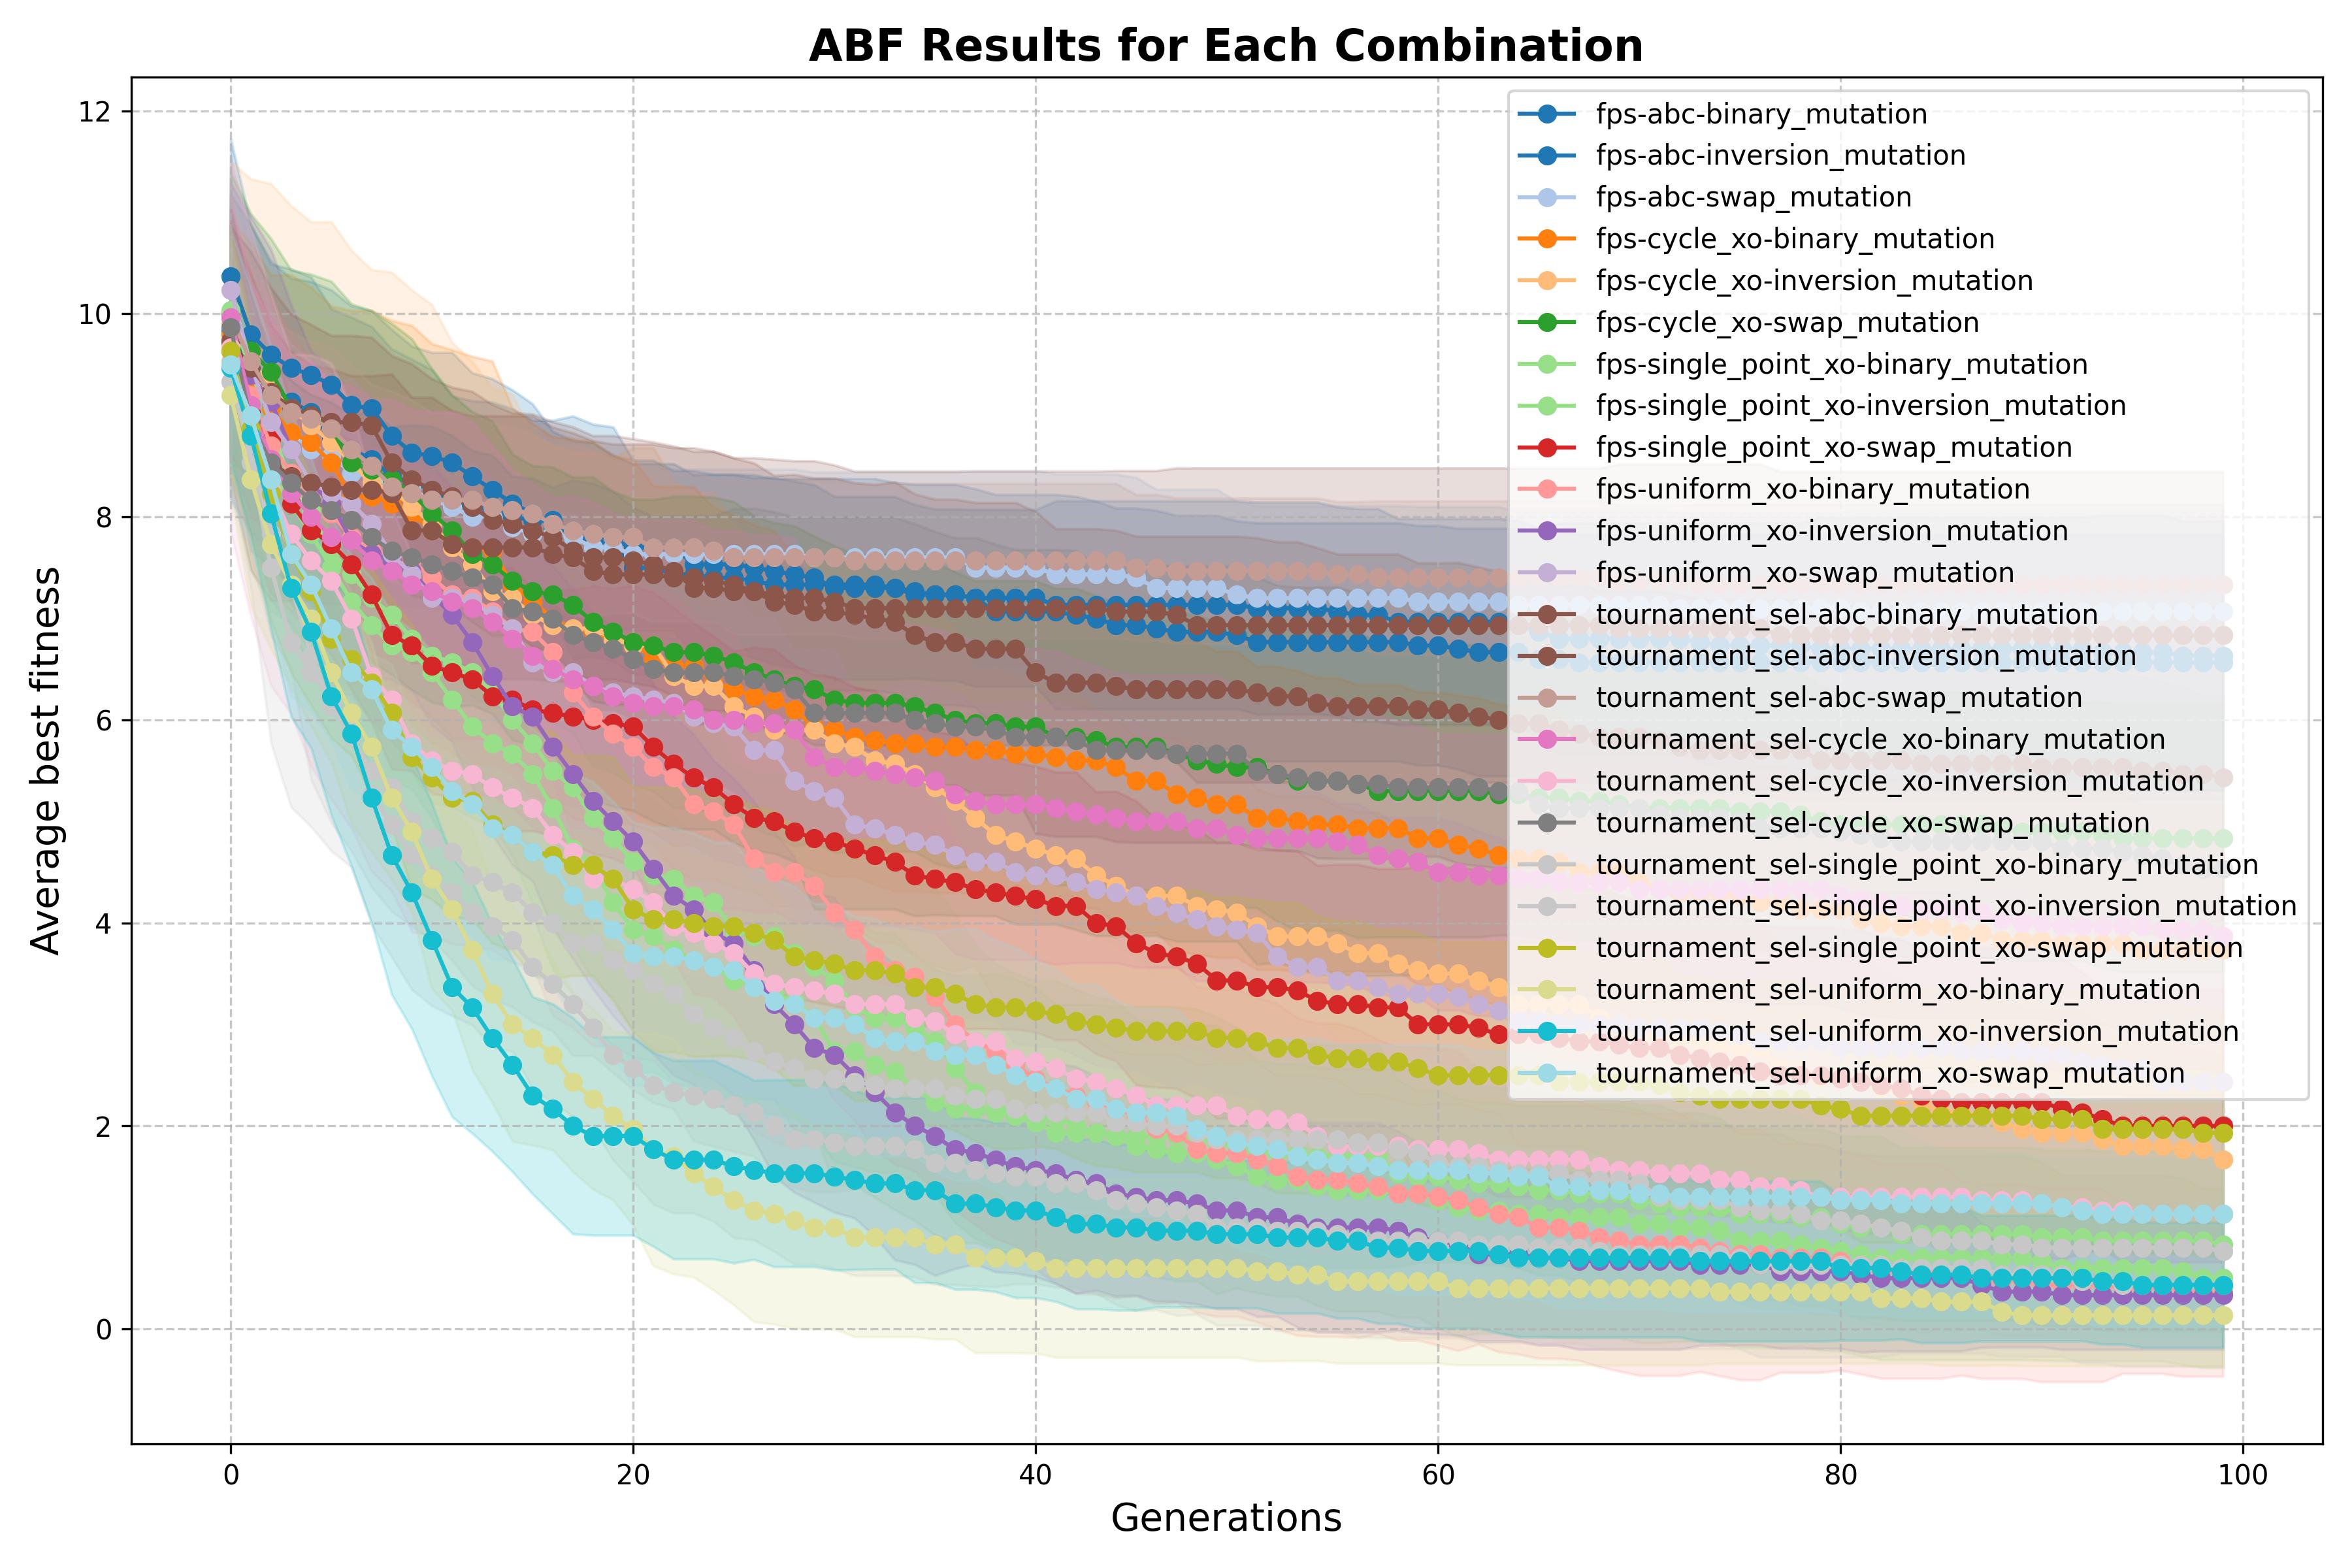 ABF Results for Each Combination
12
10
8
6
4
2
0
Average best fitness
0
20
40
60
80
100
Generations
fps-abc-binary_mutation
fps-abc-inversion_mutation
fps-abc-swap_mutation
fps-cycle_xo-binary_mutation
fps-cycle_xo-inversion_mutation
fps-cycle_xo-swap_mutation
fps-single_point_xo-binary_mutation
fps-single_point_xo-inversion_mutation
fps-single_point_xo-swap_mutation
fps-uniform_xo-binary_mutation
fps-uniform_xo-inversion_mutation
fps-uniform_xo-swap_mutation
tournament_sel-abc-binary_mutation
tournament_sel-abc-inversion_mutation
tournament_sel-abc-swap_mutation
tournament_sel-cycle_xo-binary_mutation
tournament_sel-cycle_xo-inversion_mutation
tournament_sel-cycle_xo-swap_mutation
tournament_sel-single_point_xo-binary_mutation
tournament_sel-single_point_xo-inversion_mutation
tournament_sel-single_point_xo-swap_mutation
tournament_sel-uniform_xo-binary_mutation
tournament_sel-uniform_xo-inversion_mutation
tournament_sel-uniform_xo-swap_mutation